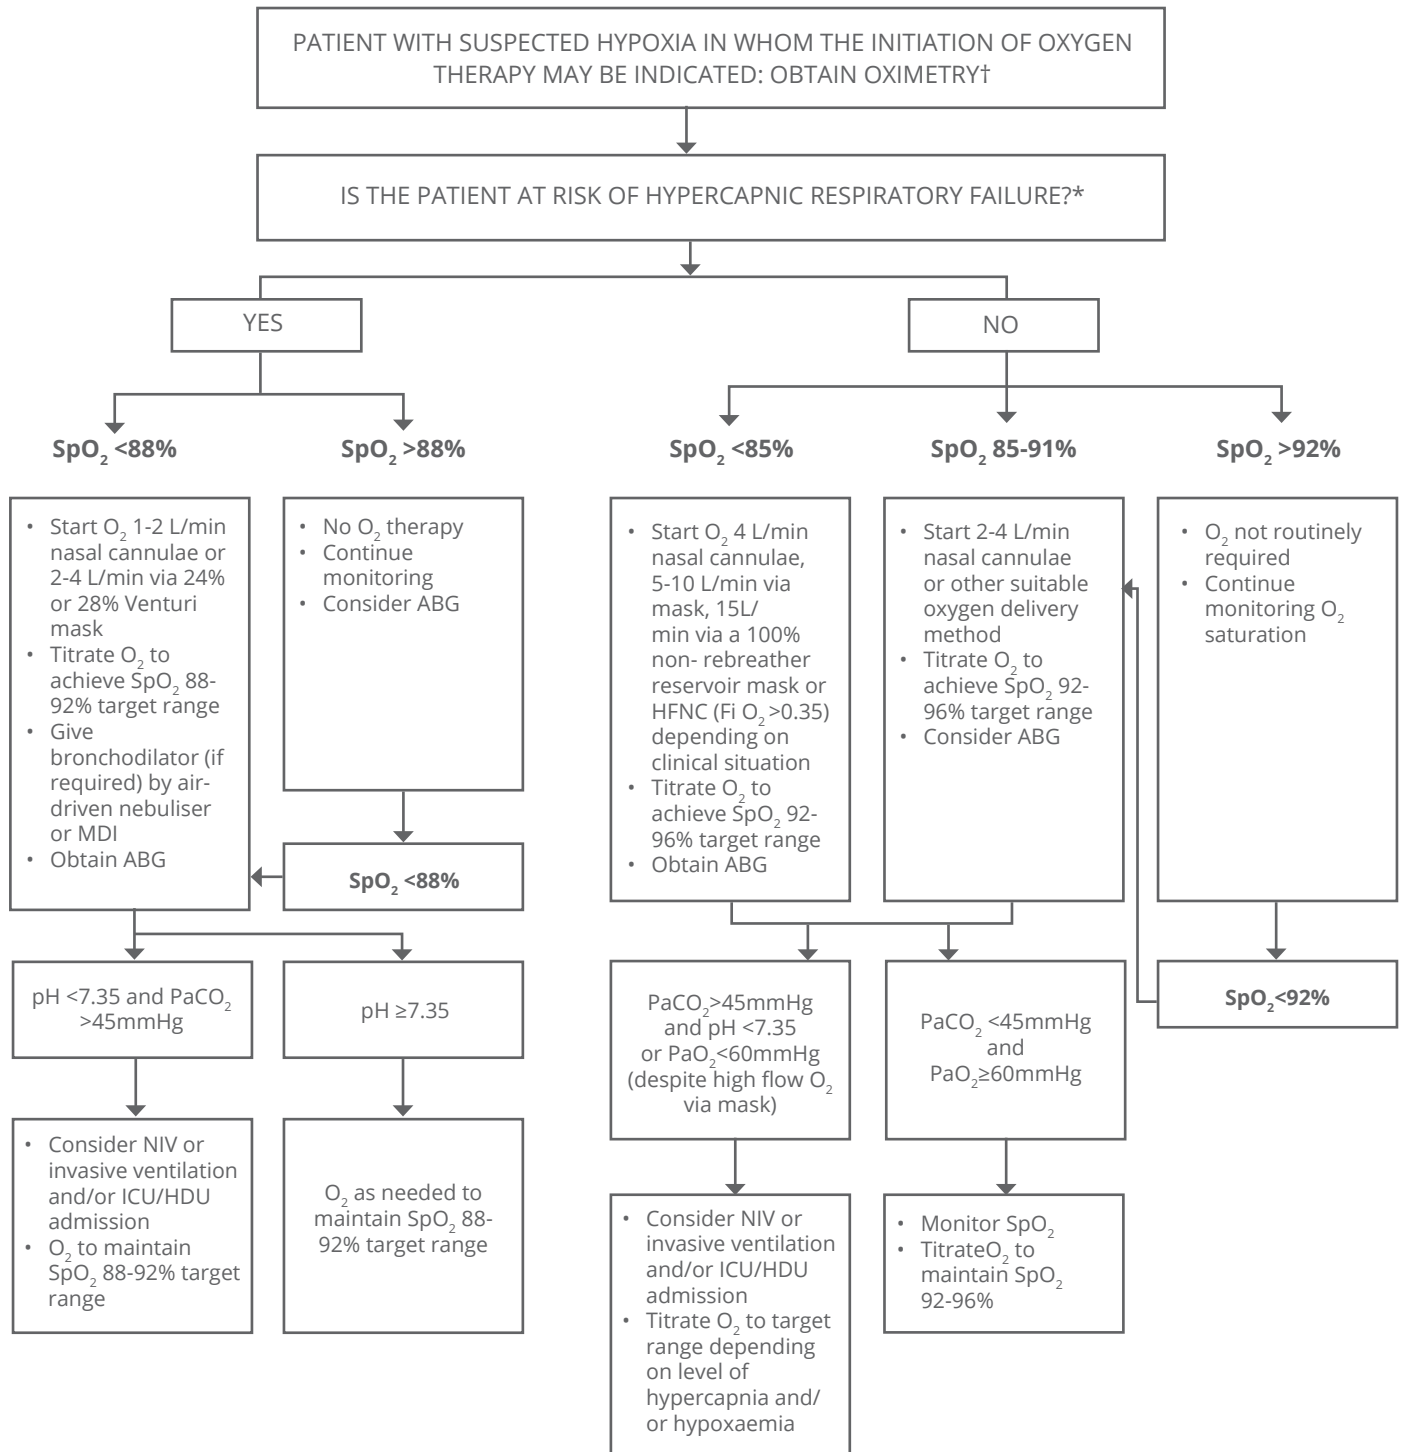 PATIENT WITH SUSPECTED HYPOXIA IN WHOM THE INITIATION OF OXYGEN
THERAPY MAY BE INDICATED: OBTAIN OXIMETRY†
IS THE PATIENT AT RISK OF HYPERCAPNIC RESPIRATORY FAILURE?*
YES
NO
SpO₂ <88%
SpO₂ >88%
SpO₂ <85%
SpO₂ 85-91%
SpO₂ >92%
• Start O₂ 1-2 L/min
nasal cannulae or
2-4 L/min via 24%
or 28% Venturi
mask
• Titrate O₂ to
achieve SpO₂ 88-
92% target range
• Give
bronchodilator (if
required) by air-
driven nebuliser
or MDI
• Obtain ABG
• No O₂ therapy
• Continue
monitoring
• Consider ABG
SpO₂ <88%
• Start O₂ 4 L/min
nasal cannulae,
5-10 L/min via
mask, 15L/
min via a 100%
non- rebreather
reservoir mask or
HFNC (Fi O₂ >0.35)
depending on
clinical situation
• Titrate O₂ to
achieve SpO₂ 92-
96% target range
• Obtain ABG
• Start 2-4 L/min
nasal cannulae
or other suitable
oxygen delivery
method
• Titrate O₂ to
achieve SpO₂ 92-
96% target range
• Consider ABG
• O₂ not routinely
required
• Continue
monitoring O₂
saturation
SpO₂<92%
pH <7.35 and PaCO₂
>45mmHg
pH ≥7.35
PaCO₂>45mmHg
and pH <7.35
or PaO₂<60mmHg
(despite high flow O₂
via mask)
PaCO₂ <45mmHg
and
PaO₂≥60mmHg
• Consider NIV or
invasive ventilation
and/or ICU/HDU
admission
• O₂ to maintain
SpO₂ 88-92% target
range
O₂ as needed to
maintain SpO₂ 88-
92% target range
• Consider NIV or
invasive ventilation
and/or ICU/HDU
admission
• Titrate O₂ to target
range depending
on level of
hypercapnia and/
or hypoxaemia
• Monitor SpO₂
• TitrateO₂ to
maintain SpO₂
92-96%